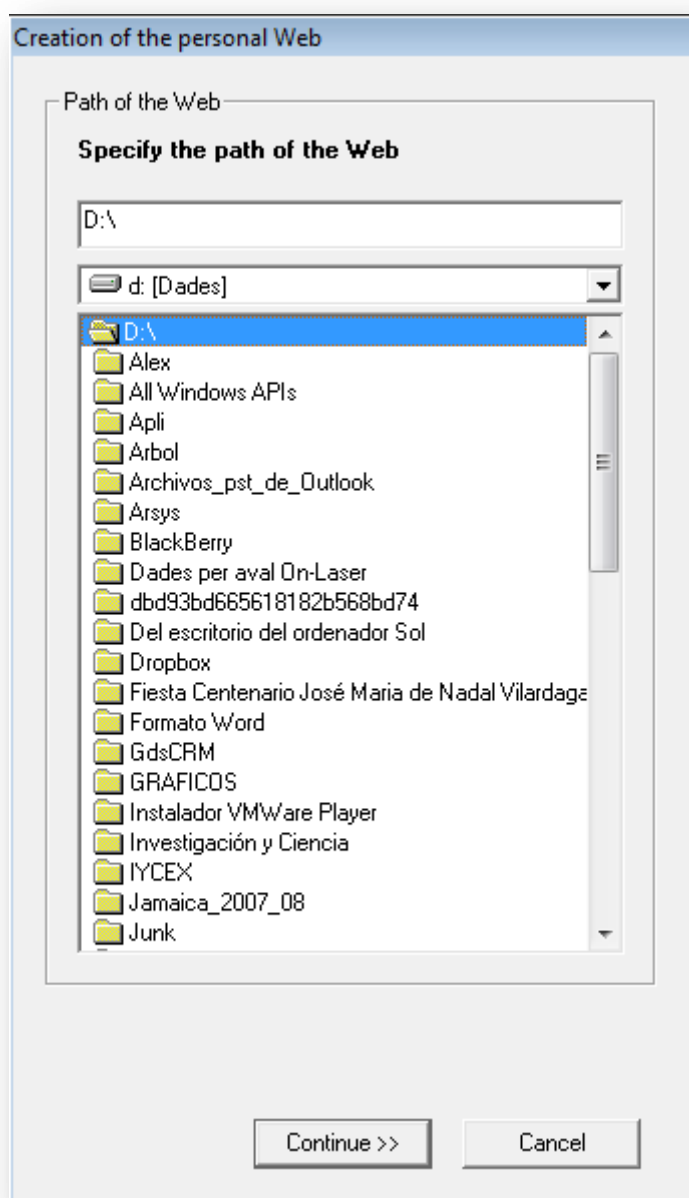 Creation of the personal Web
Path of the Web
Specify the path of the Web
D:\
d: [Dades]
D:\
Alex
All Windows APIs
Apli
Arbol
Archivos_pst_de_Outlook
Arsys
BlackBerry
Dades per aval On-Laser
dbd93bd665618182b568bd74
Del escritorio del ordenador Sol
Dropbox
Fiesta Centenario José Maria de Nadal Vilardaga
Formato Word
GdsCRM
GRAFICOS
Instalador VMWare Player
Investigación y Ciencia
IYCEX
Jamaica_2007_08
Junk
Continue >>
Cancel